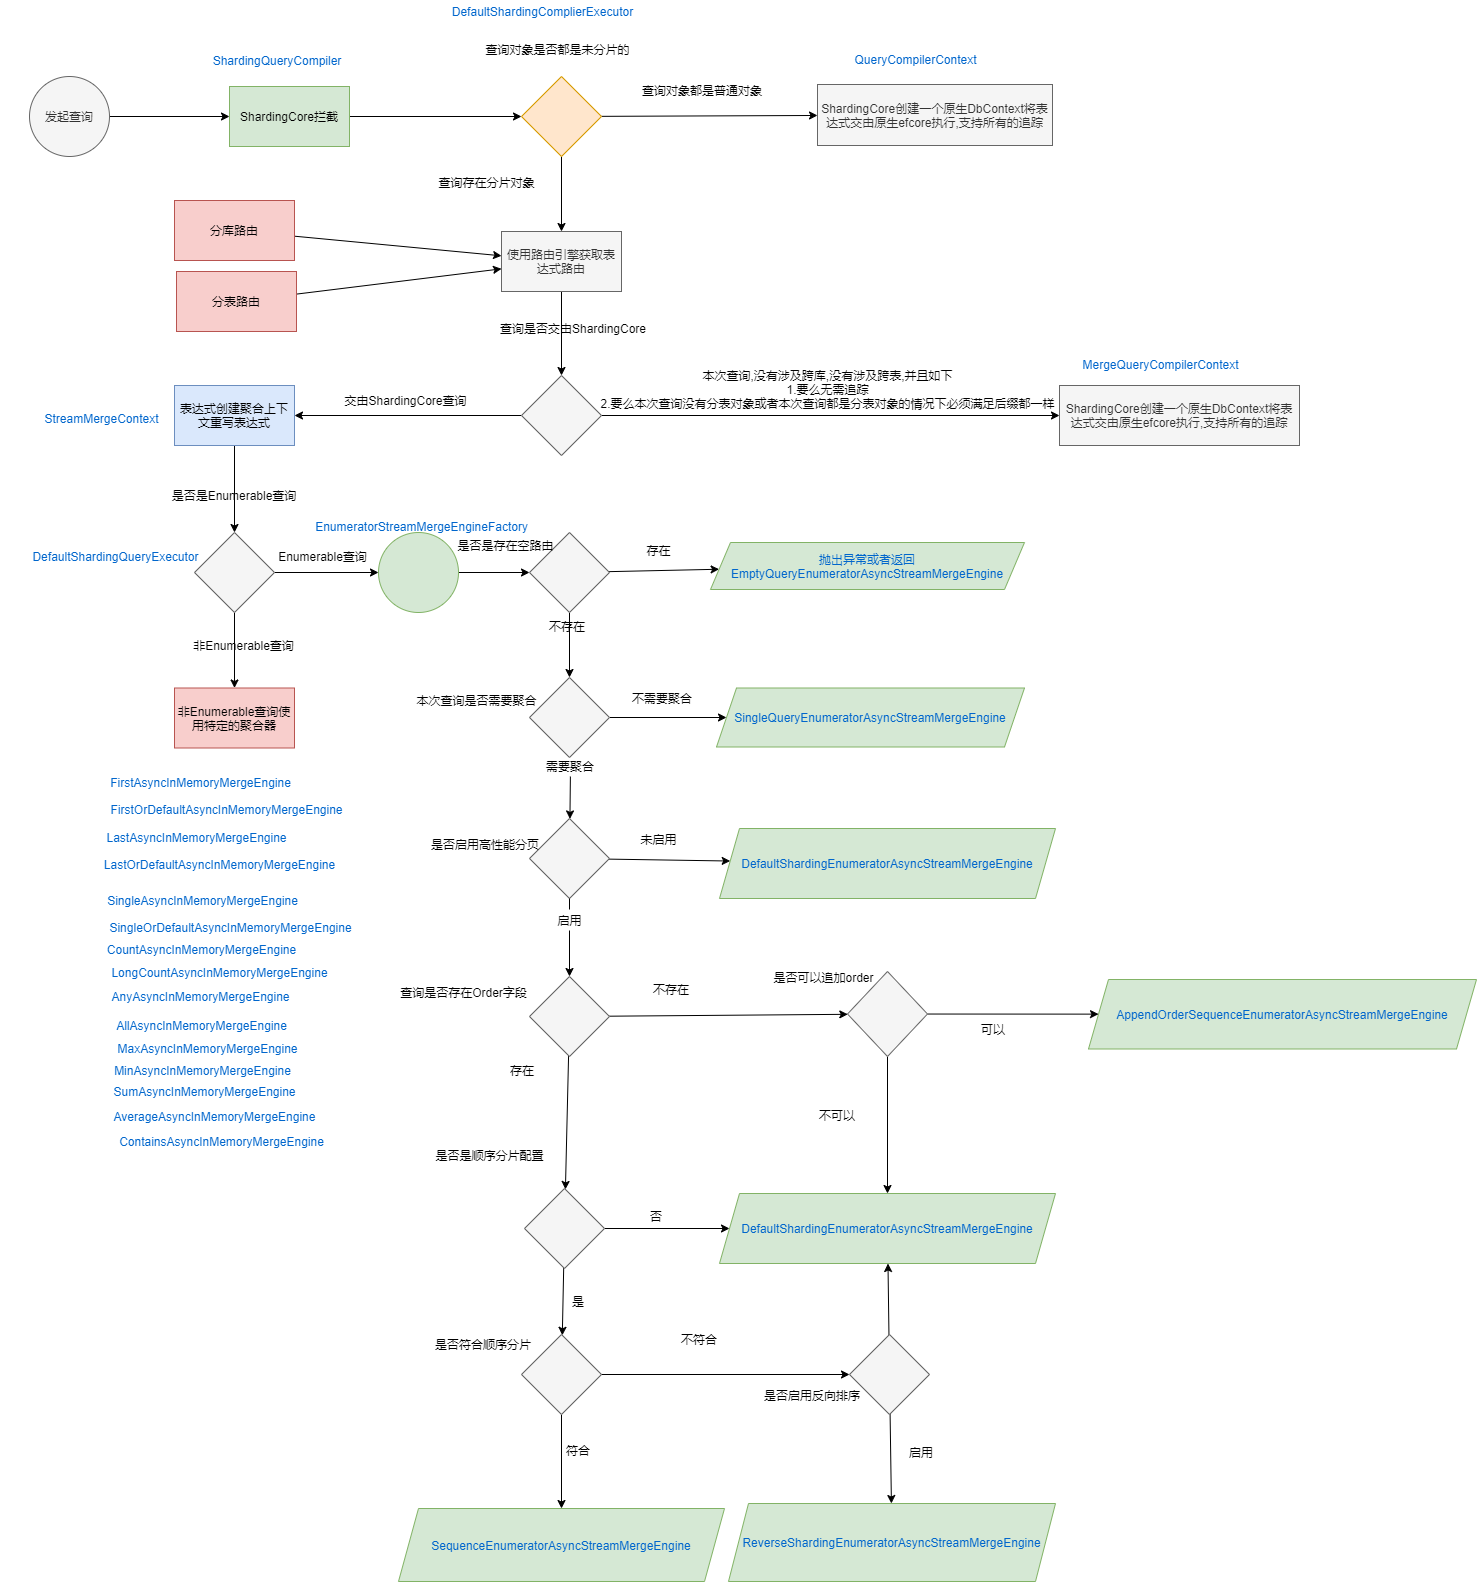 DefaultShardingComplierExecutor
查询对象是否都是未分片的
ShardingQueryCompiler
QueryCompilerContext
发起查询
ShardingCore拦截
查询对象都是普通对象
ShardingCore创建一个原生DbContext将表
达式交由原生efcore执行,支持所有的追踪
查询存在分片对象
分库路由
使用路由引擎获取表
达式路由
分表路由
查询是否交由ShardingCore
MergeQueryCompilerContext
本次查询,没有涉及跨库,没有涉及跨表,并且如下
1.要么无需追踪
2.要么本次查询没有分表对象或者本次查询都是分表对象的情况下必须满足后缀都一样
ShardingCore创建一个原生DbContext将表
达式交由原生efcore执行,支持所有的追踪
交由ShardingCore查询
StreamMergeContext
表达式创建聚合上下
文重写表达式
是否是Enumerable查询
EnumeratorStreamMergeEngineFactory
DefaultShardingQueryExecutor
Enumerable查询
是否是存在空路由
存在
抛出异常或者返回
EmptyQueryEnumeratorAsyncStreamMergeEngine
不存在
非Enumerable查询
非Enumerable查询使
用特定的聚合器
本次查询是否需要聚合
不需要聚合
SingleQueryEnumeratorAsyncStreamMergeEngine
需要聚合
FirstAsyncInMemoryMergeEngine
FirstOrDefaultAsyncInMemoryMergeEngine
LastAsyncInMemoryMergeEngine
LastOrDefaultAsyncInMemoryMergeEngine
SingleAsyncInMemoryMergeEngine
SingleOrDefaultAsyncInMemoryMergeEngine
CountAsyncInMemoryMergeEngine
LongCountAsyncInMemoryMergeEngine
AnyAsyncInMemoryMergeEngine
AllAsyncInMemoryMergeEngine
MaxAsyncInMemoryMergeEngine
MinAsyncInMemoryMergeEngine
SumAsyncInMemoryMergeEngine
AverageAsyncInMemoryMergeEngine
ContainsAsyncInMemoryMergeEngine
是否启用高性能分页
未启用
DefaultShardingEnumeratorAsyncStreamMergeEngine
启用
查询是否存在Order字段
不存在
是否可以追加order
可以
AppendOrderSequenceEnumeratorAsyncStreamMergeEngine
存在
不可以
是否是顺序分片配置
否
DefaultShardingEnumeratorAsyncStreamMergeEngine
是
是否符合顺序分片
不符合
是否启用反向排序
符合
启用
SequenceEnumeratorAsyncStreamMergeEngine
ReverseShardingEnumeratorAsyncStreamMergeEngine